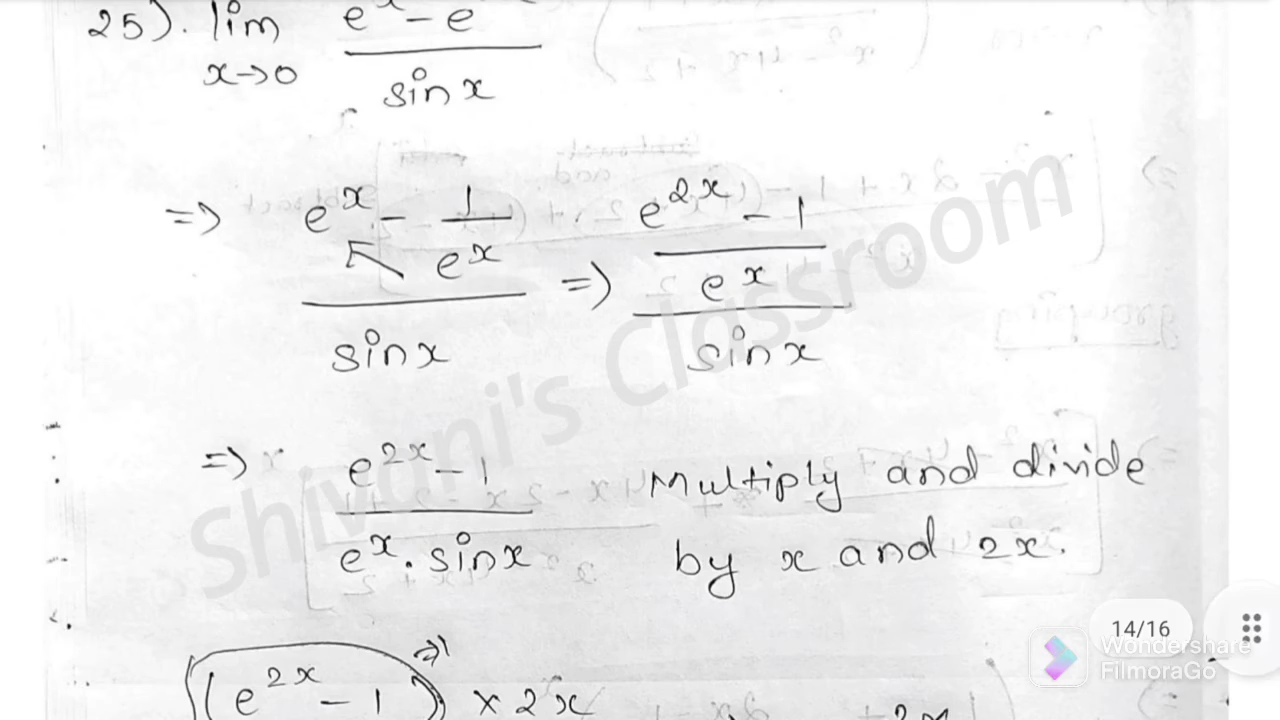 25). lim e^x - e
x→0 sin x
=> e^x - 1/e^x => e^2x - 1
e^x
sin x sin x
=> e^2x - 1 Multiply and divide
e^x . sin x by x and 2x.
Shivani's Classroom
14/16
Wondershare
FilmoraGo
(e^2x - 1) =>1 × 2x